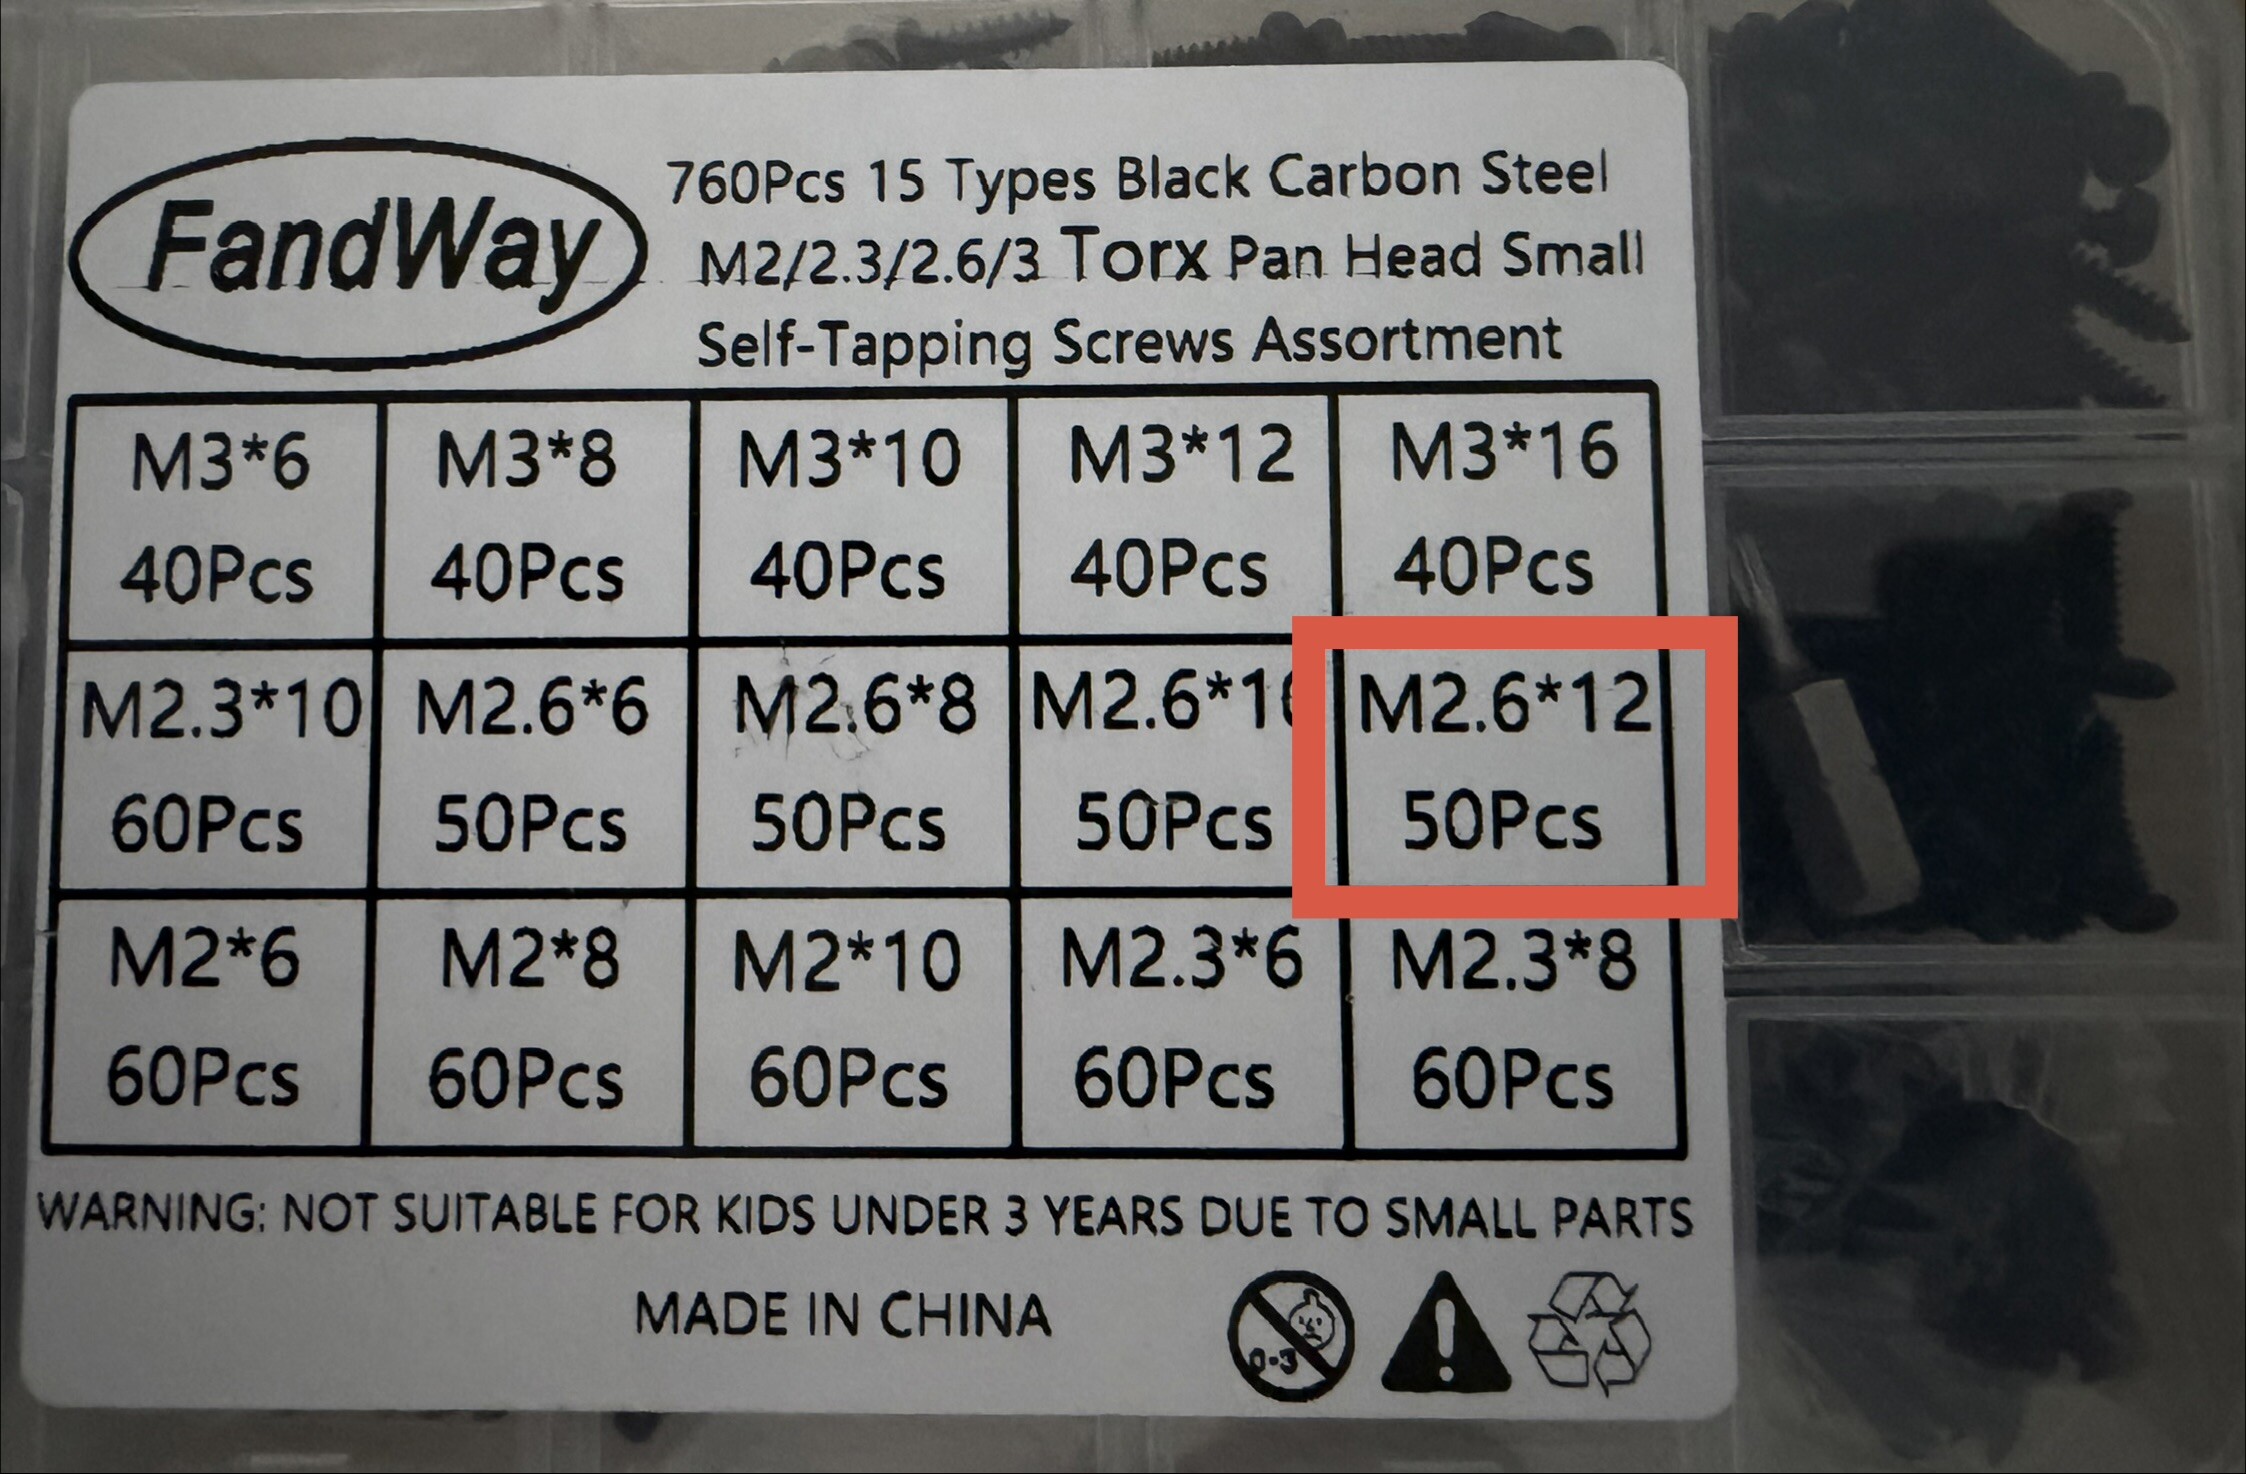 FandWay
760Pcs 15 Types Black Carbon Steel
M2/2.3/2.6/3 Torx Pan Head Small
Self-Tapping Screws Assortment
M3*6 M3*8 M3*10 M3*12 M3*16
40Pcs 40Pcs 40Pcs 40Pcs 40Pcs
M2.3*10 M2.6*6 M2.6*8 M2.6*10 M2.6*12
60Pcs 50Pcs 50Pcs 50Pcs 50Pcs
M2*6 M2*8 M2*10 M2.3*6 M2.3*8
60Pcs 60Pcs 60Pcs 60Pcs 60Pcs
WARNING: NOT SUITABLE FOR KIDS UNDER 3 YEARS DUE TO SMALL PARTS
MADE IN CHINA
0-3